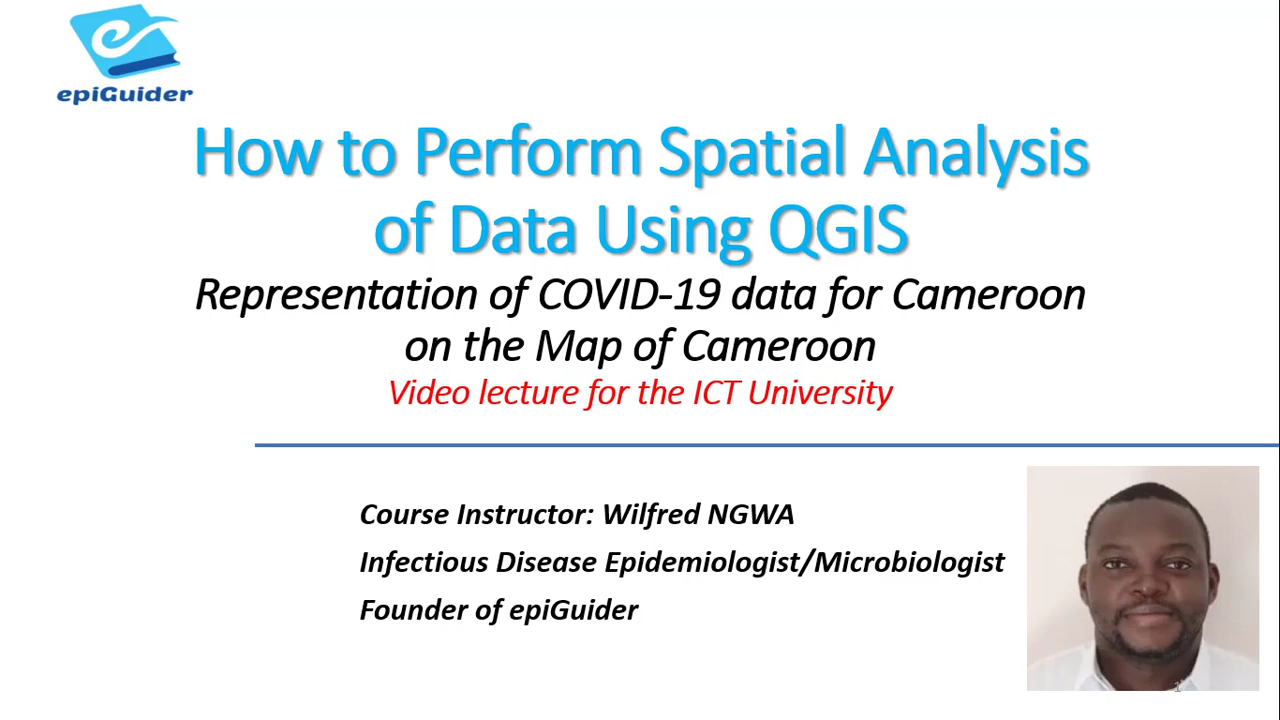 epiGuider
How to Perform Spatial Analysis
of Data Using QGIS
Representation of COVID-19 data for Cameroon
on the Map of Cameroon
Video lecture for the ICT University
Course Instructor: Wilfred NGWA
Infectious Disease Epidemiologist/Microbiologist
Founder of epiGuider
1